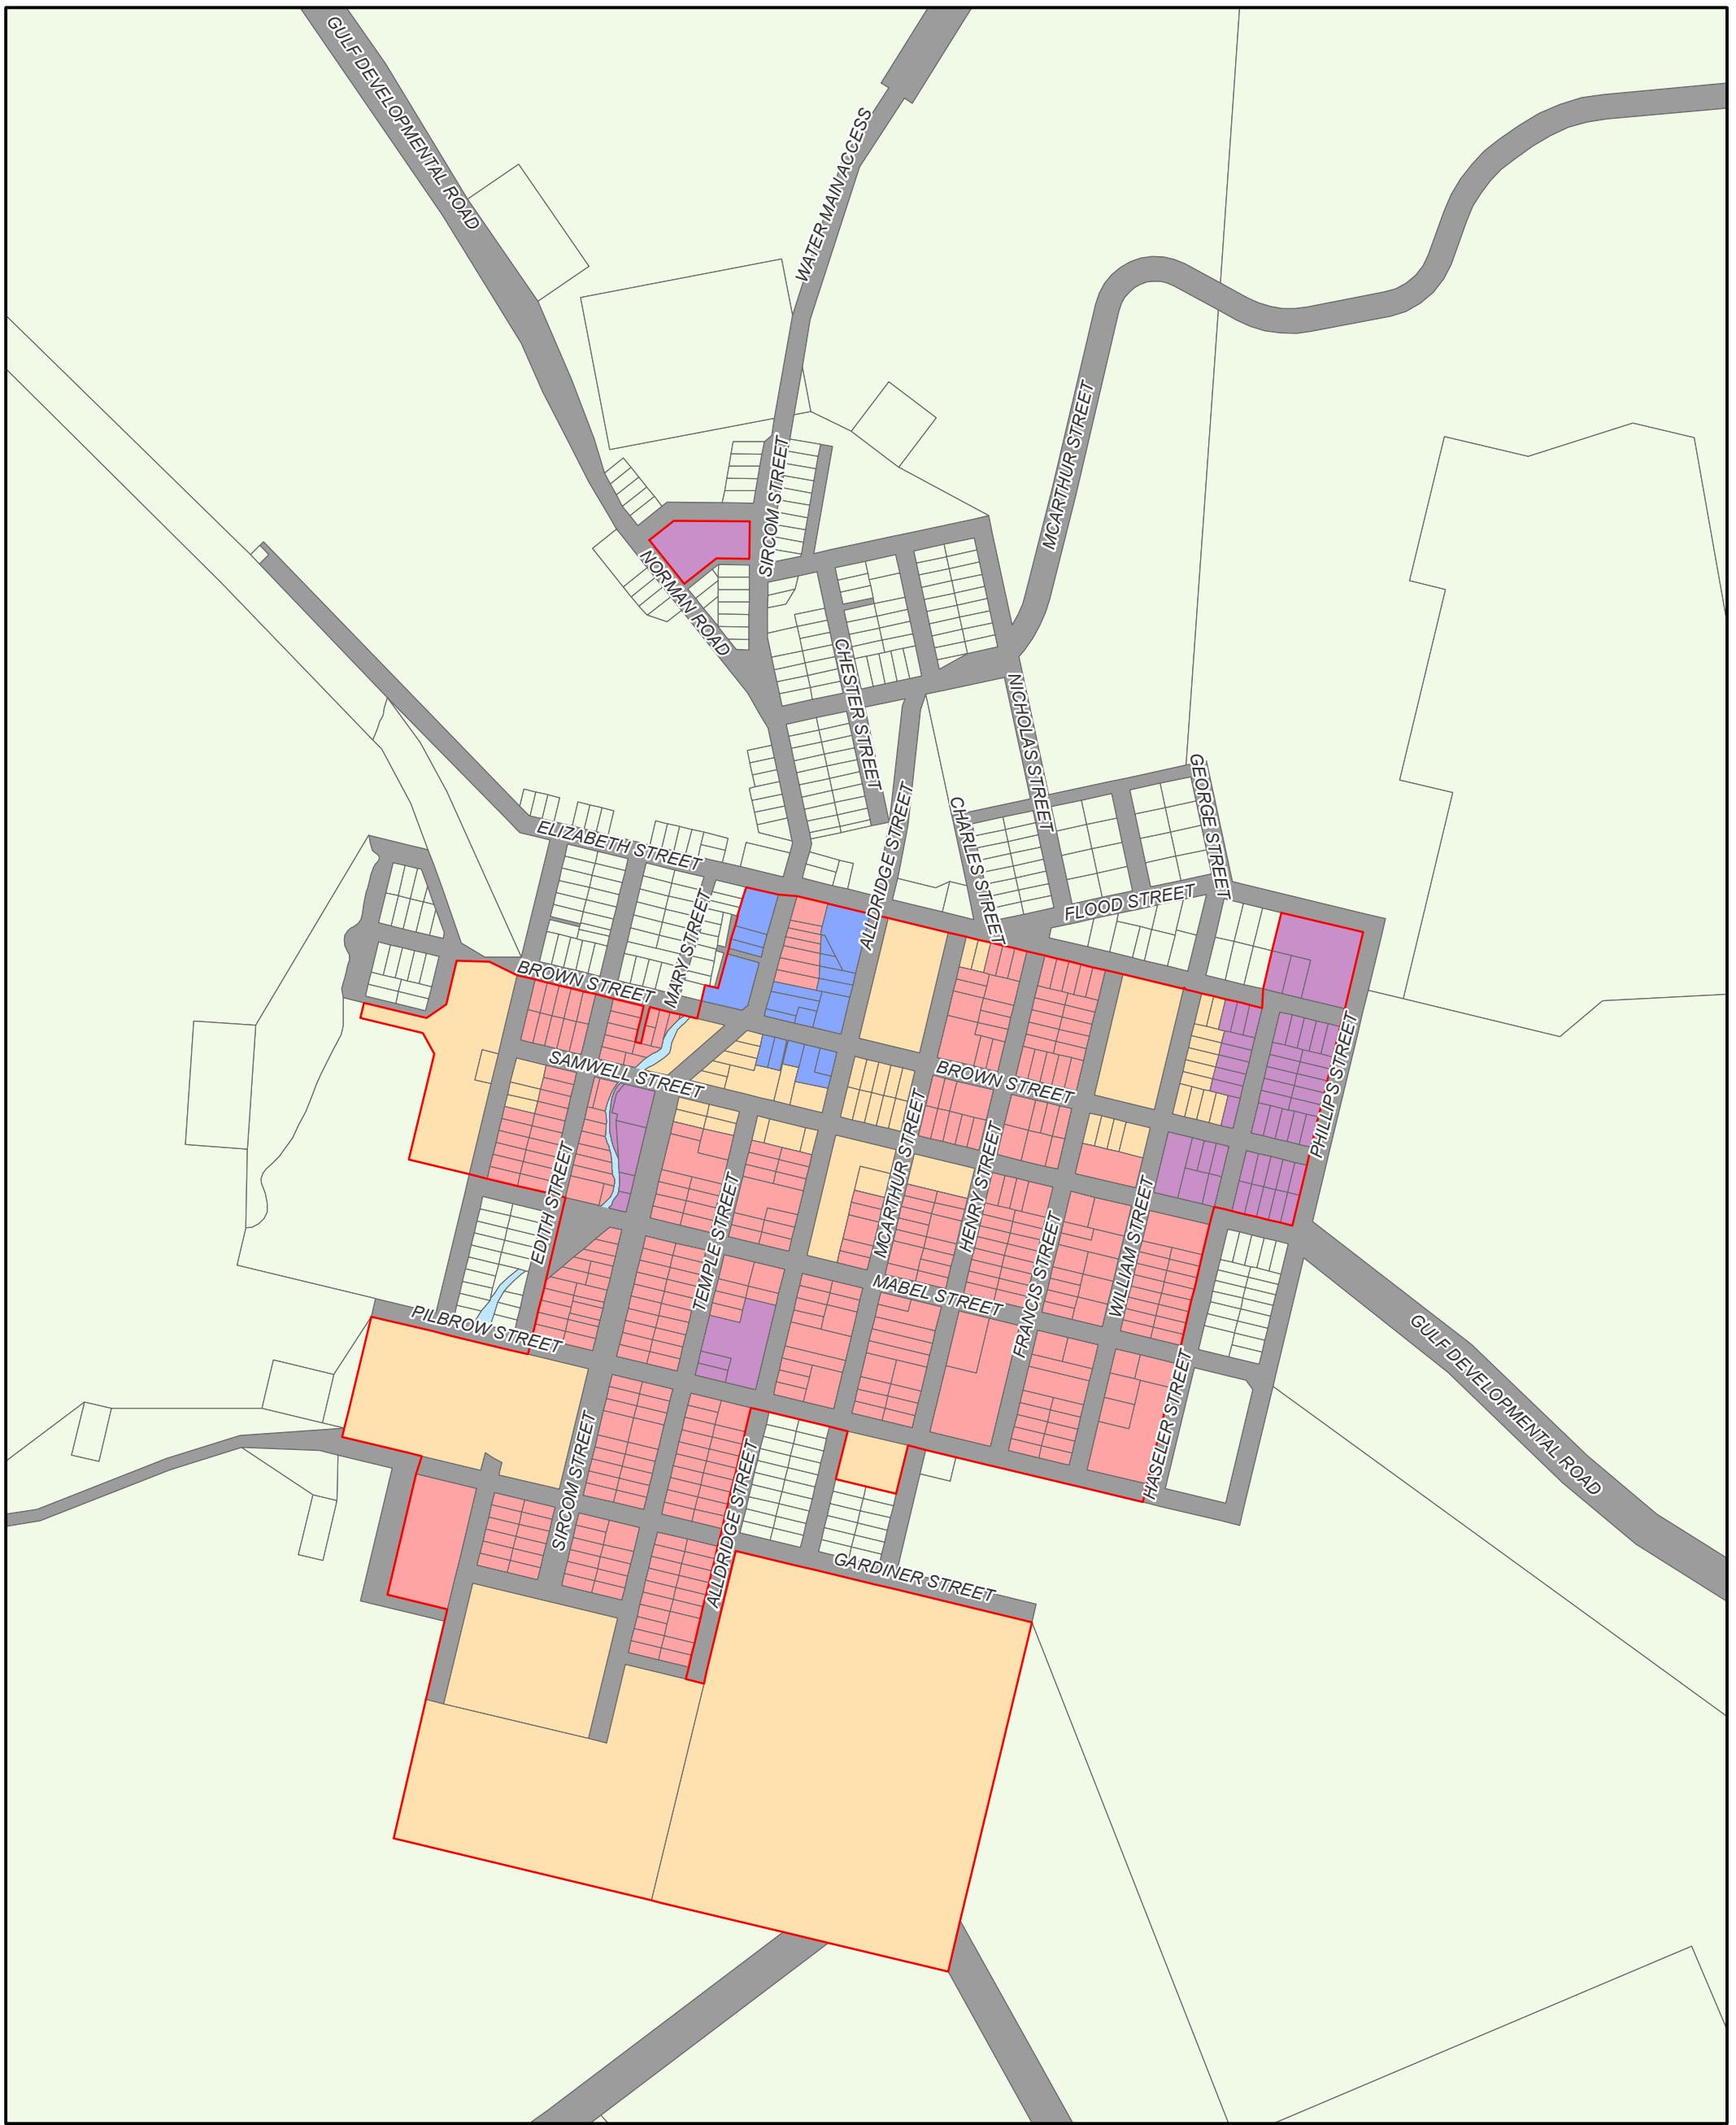 GULF DEVELOPMENTAL ROAD
WATER MAIN ACCESS
MCARTHUR STREET
SIRCOM STREET
NORMAN ROAD
CHESTER STREET
NICHOLAS STREET
GEORGE STREET
ALLDRIDGE STREET
CHARLES STREET
ELIZABETH STREET
FLOOD STREET
MARY STREET
BROWN STREET
SAMWELL STREET
BROWN STREET
PHILLIPS STREET
EDITH STREET
TEMPLE STREET
MCARTHUR STREET
HENRY STREET
FRANCIS STREET
WILLIAM STREET
MABEL STREET
PILBROW STREET
GULF DEVELOPMENTAL ROAD
HASELER STREET
SIRCOM STREET
ALLDRIDGE STREET
GARDINER STREET